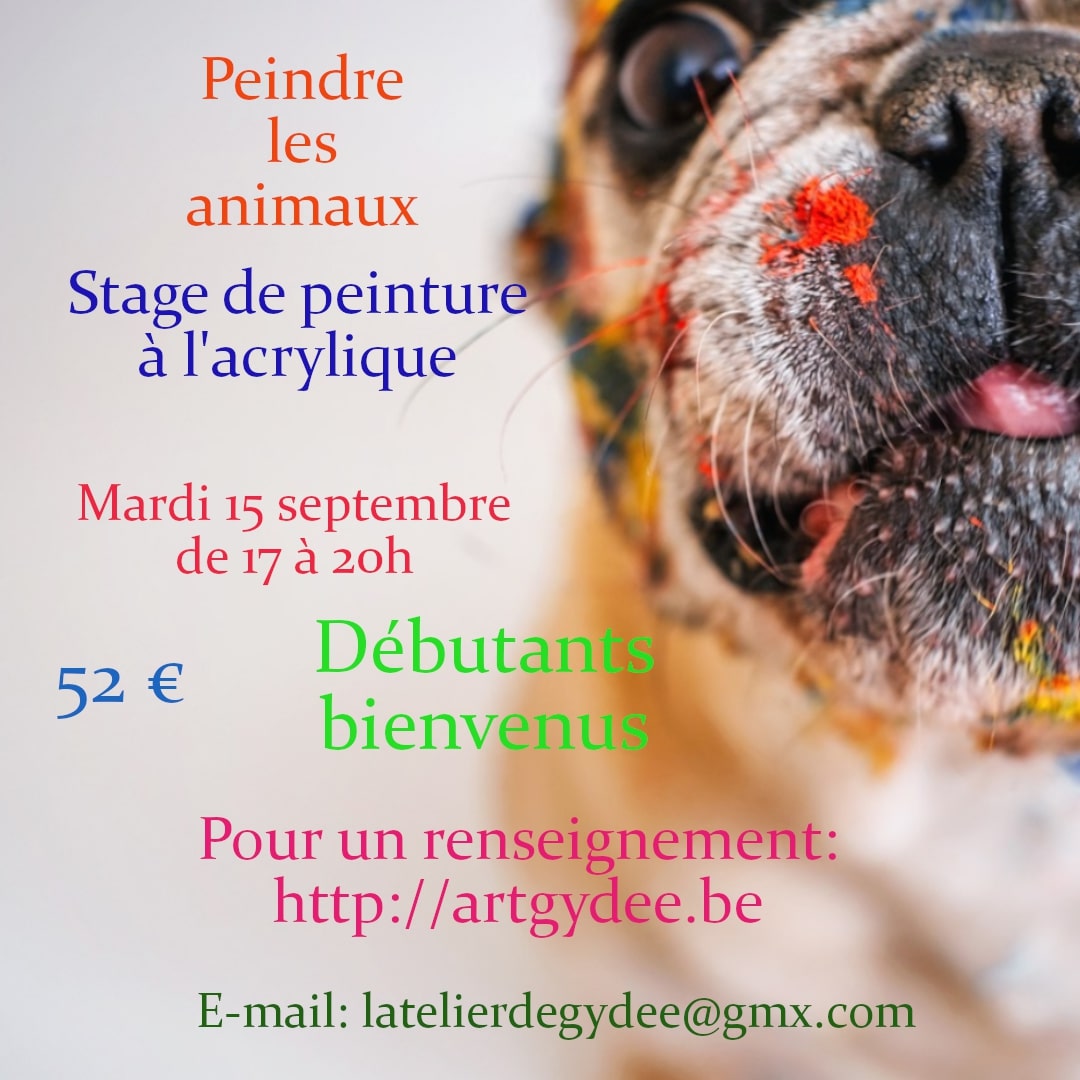 Peindre
les
animaux
Stage de peinture
à l'acrylique
Mardi 15 septembre
de 17 à 20h
52 €
Débutants
bienvenus
Pour un renseignement:
http://artgydee.be
E-mail: latelierdegydee@gmx.com